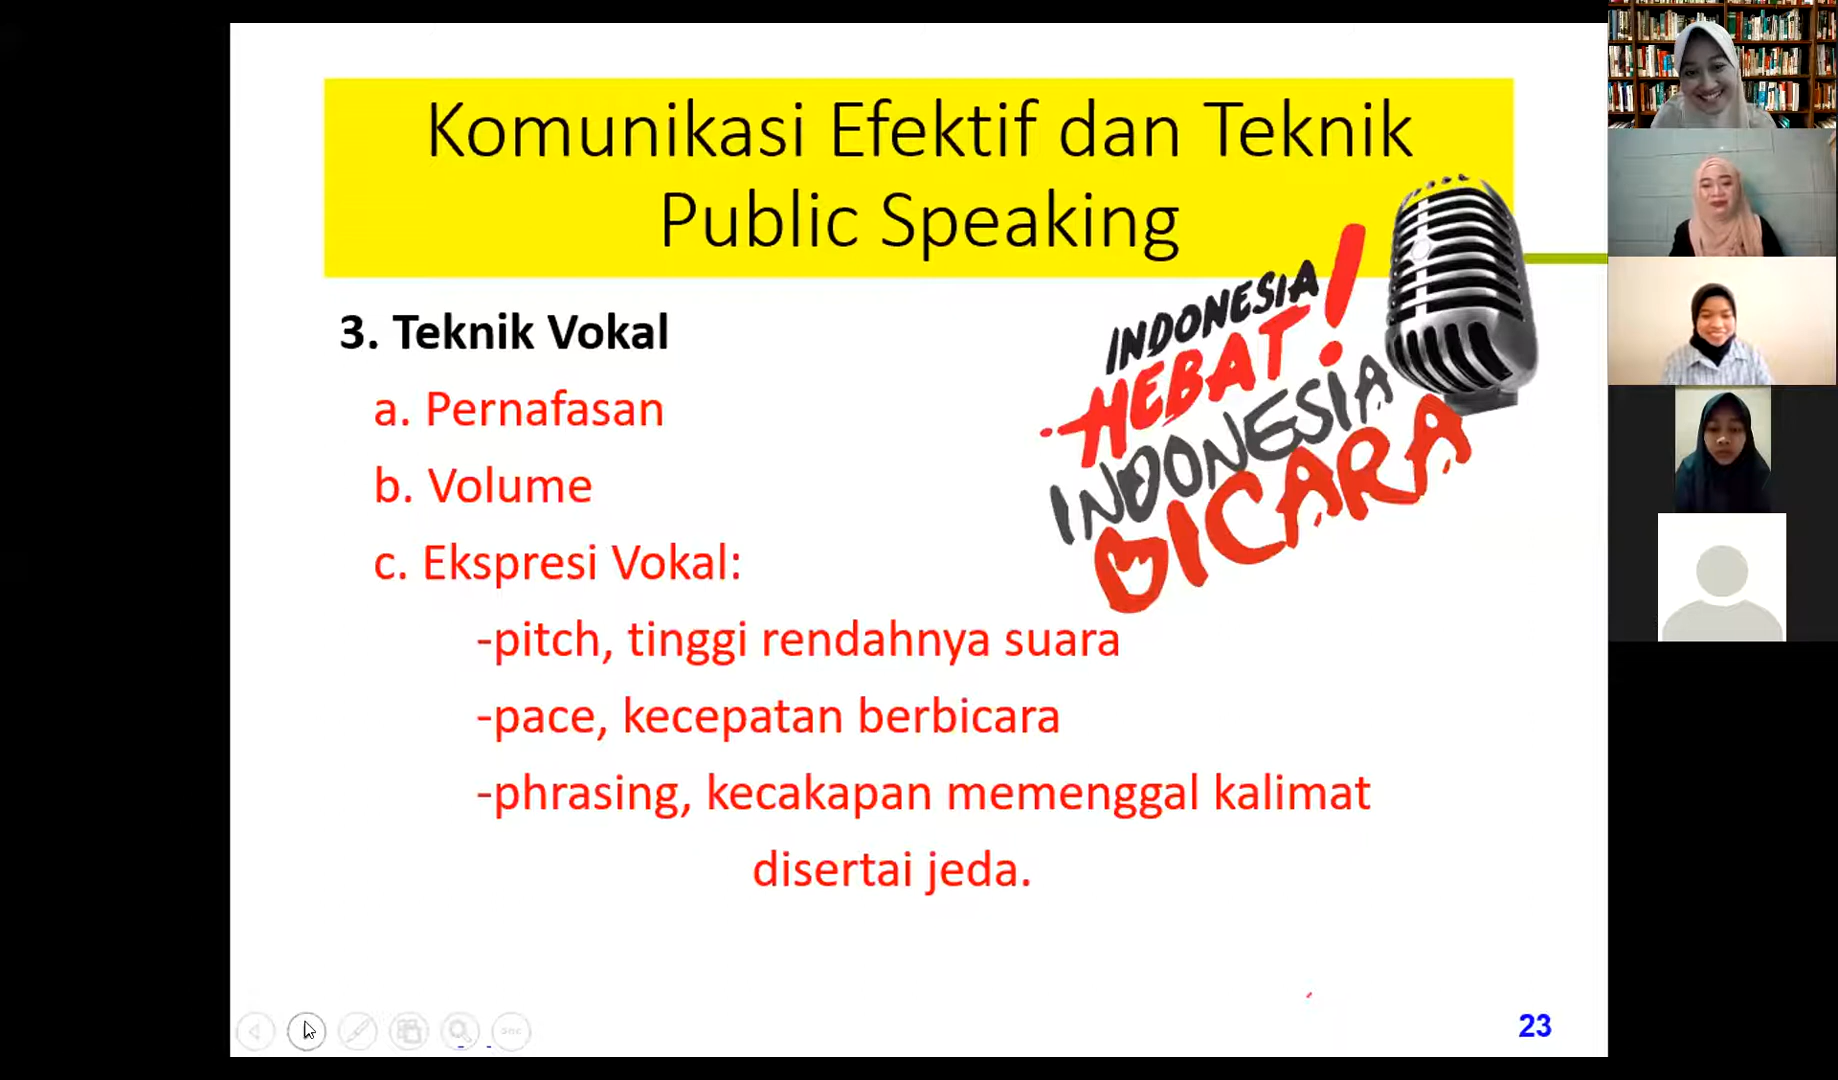 Komunikasi Efektif dan Teknik
Public Speaking
INDONESIA
HEBAT!
INDONESIA
BICARA
3. Teknik Vokal
a. Pernafasan
b. Volume
c. Ekspresi Vokal:
-pitch, tinggi rendahnya suara
-pace, kecepatan berbicara
-phrasing, kecakapan memenggal kalimat
disertai jeda.
23